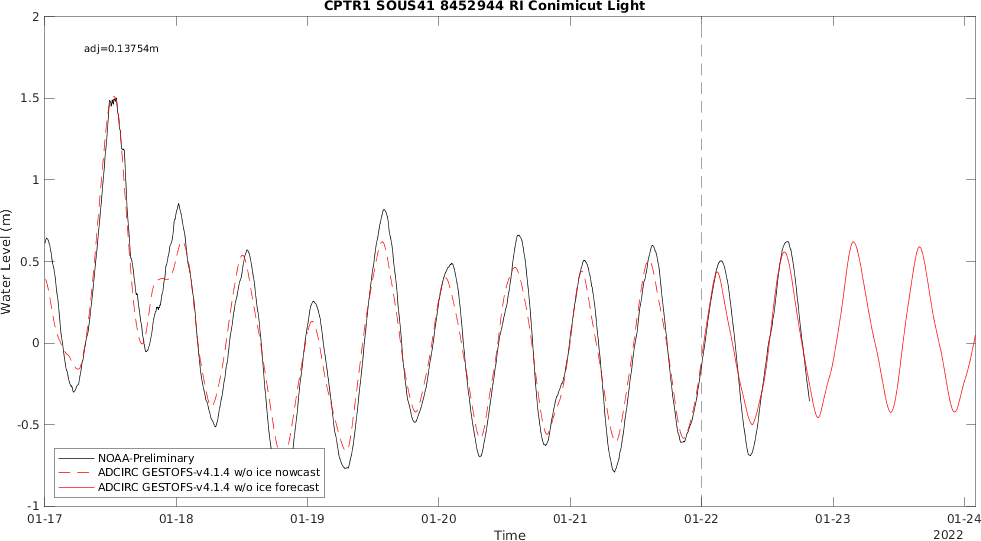 CPTR1 SOUS41 8452944 RI Conimicut Light
2
adj=0.13754m
1.5
1
0.5
0
-0.5
-1
Water Level (m)
NOAA-Preliminary
ADCIRC GESTOFS-v4.1.4 w/o ice nowcast
ADCIRC GESTOFS-v4.1.4 w/o ice forecast
01-17 01-18 01-19 01-20 01-21 01-22 01-23 01-24
Time
2022